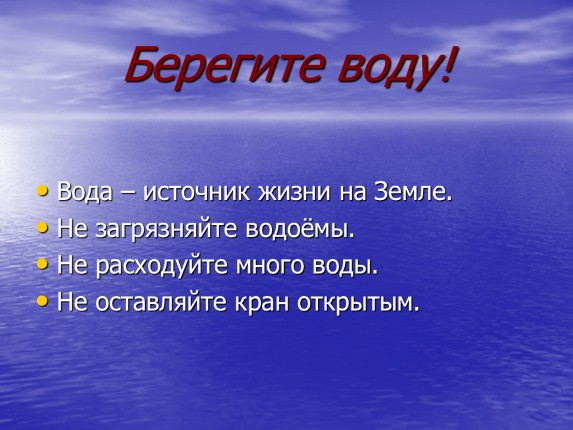 Берегите воду!
• Вода – источник жизни на Земле.
• Не загрязняйте водоёмы.
• Не расходуйте много воды.
• Не оставляйте кран открытым.